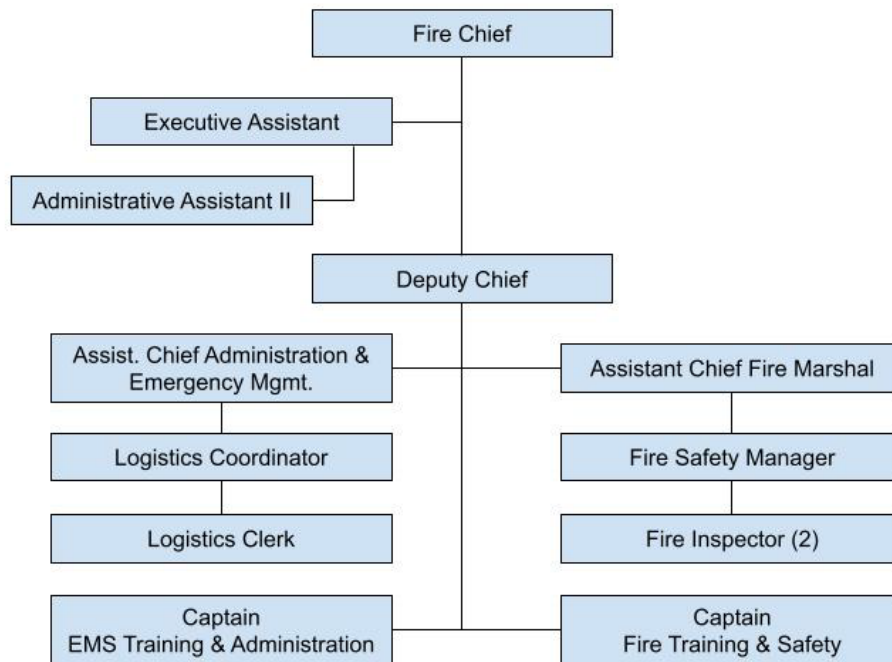 Fire Chief
Executive Assistant
Administrative Assistant II
Deputy Chief
Assist. Chief Administration &
Emergency Mgmt.
Assistant Chief Fire Marshal
Logistics Coordinator
Fire Safety Manager
Logistics Clerk
Fire Inspector (2)
Captain
EMS Training & Administration
Captain
Fire Training & Safety